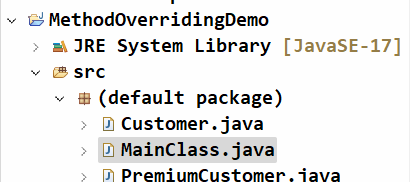 MethodOverridingDemo
JRE System Library [JavaSE-17]
src
(default package)
Customer.java
MainClass.java
PremiumCustomer.java